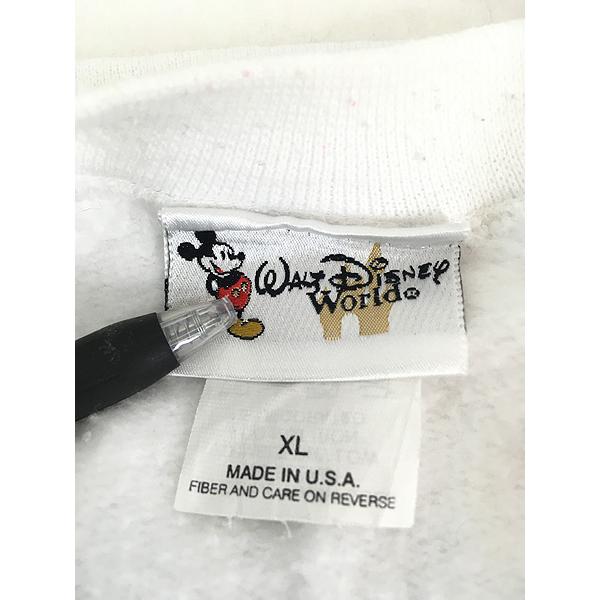 WALT DISNEY
World®
XL
MADE IN U.S.A.
FIBER AND CARE ON REVERSE